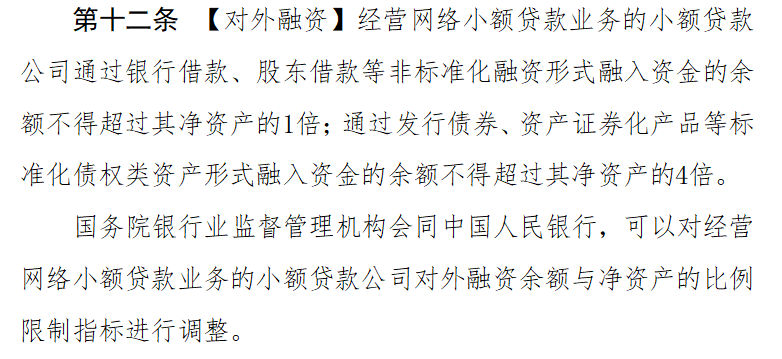 第十二条 【对外融资】经营网络小额贷款业务的小额贷款
公司通过银行借款、股东借款等非标准化融资形式融入资金的余
额不得超过其净资产的1倍；通过发行债券、资产证券化产品等标
准化债权类资产形式融入资金的余额不得超过其净资产的4倍。
国务院银行业监督管理机构会同中国人民银行，可以对经营
网络小额贷款业务的小额贷款公司对外融资余额与净资产的比例
限制指标进行调整。